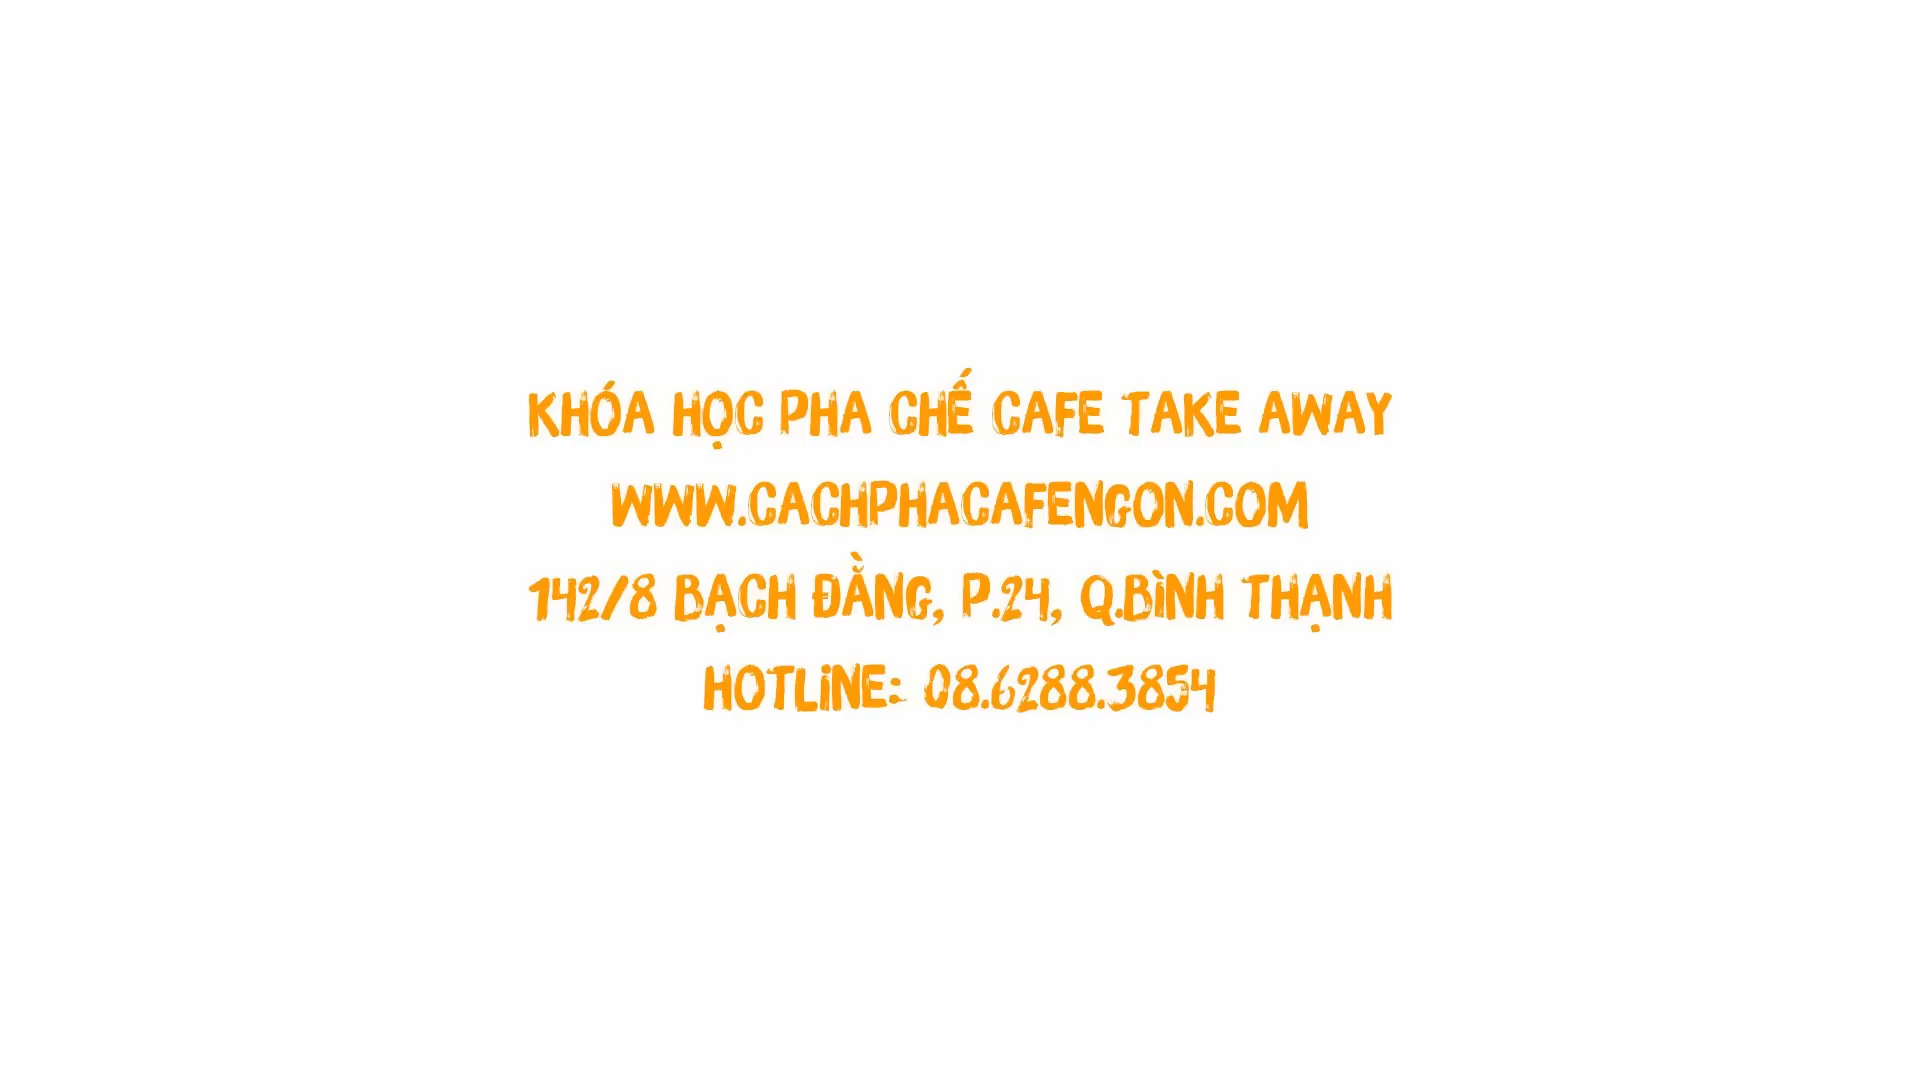 KHÓA HỌC PHA CHẾ CAFE TAKE AWAY
WWW.CACHPHACAFENGON.COM
142/8 BẠCH ĐẰNG, P.24, Q.BÌNH THẠNH
HOTLINE: 08.6288.3854